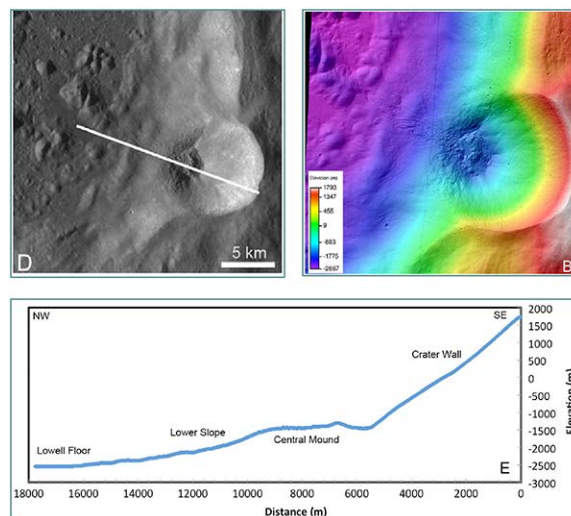 D
5 km
Elevation (m)
1793
1347
455
9
-883
-1775
-2667
B
NW
SE
2000
1500
1000
500
0
-500
-1000
-1500
-2000
-2500
-3000
Elevation (m)
Crater Wall
Lower Slope
Central Mound
Lowell Floor
E
18000 16000 14000 12000 10000 8000 6000 4000 2000 0
Distance (m)